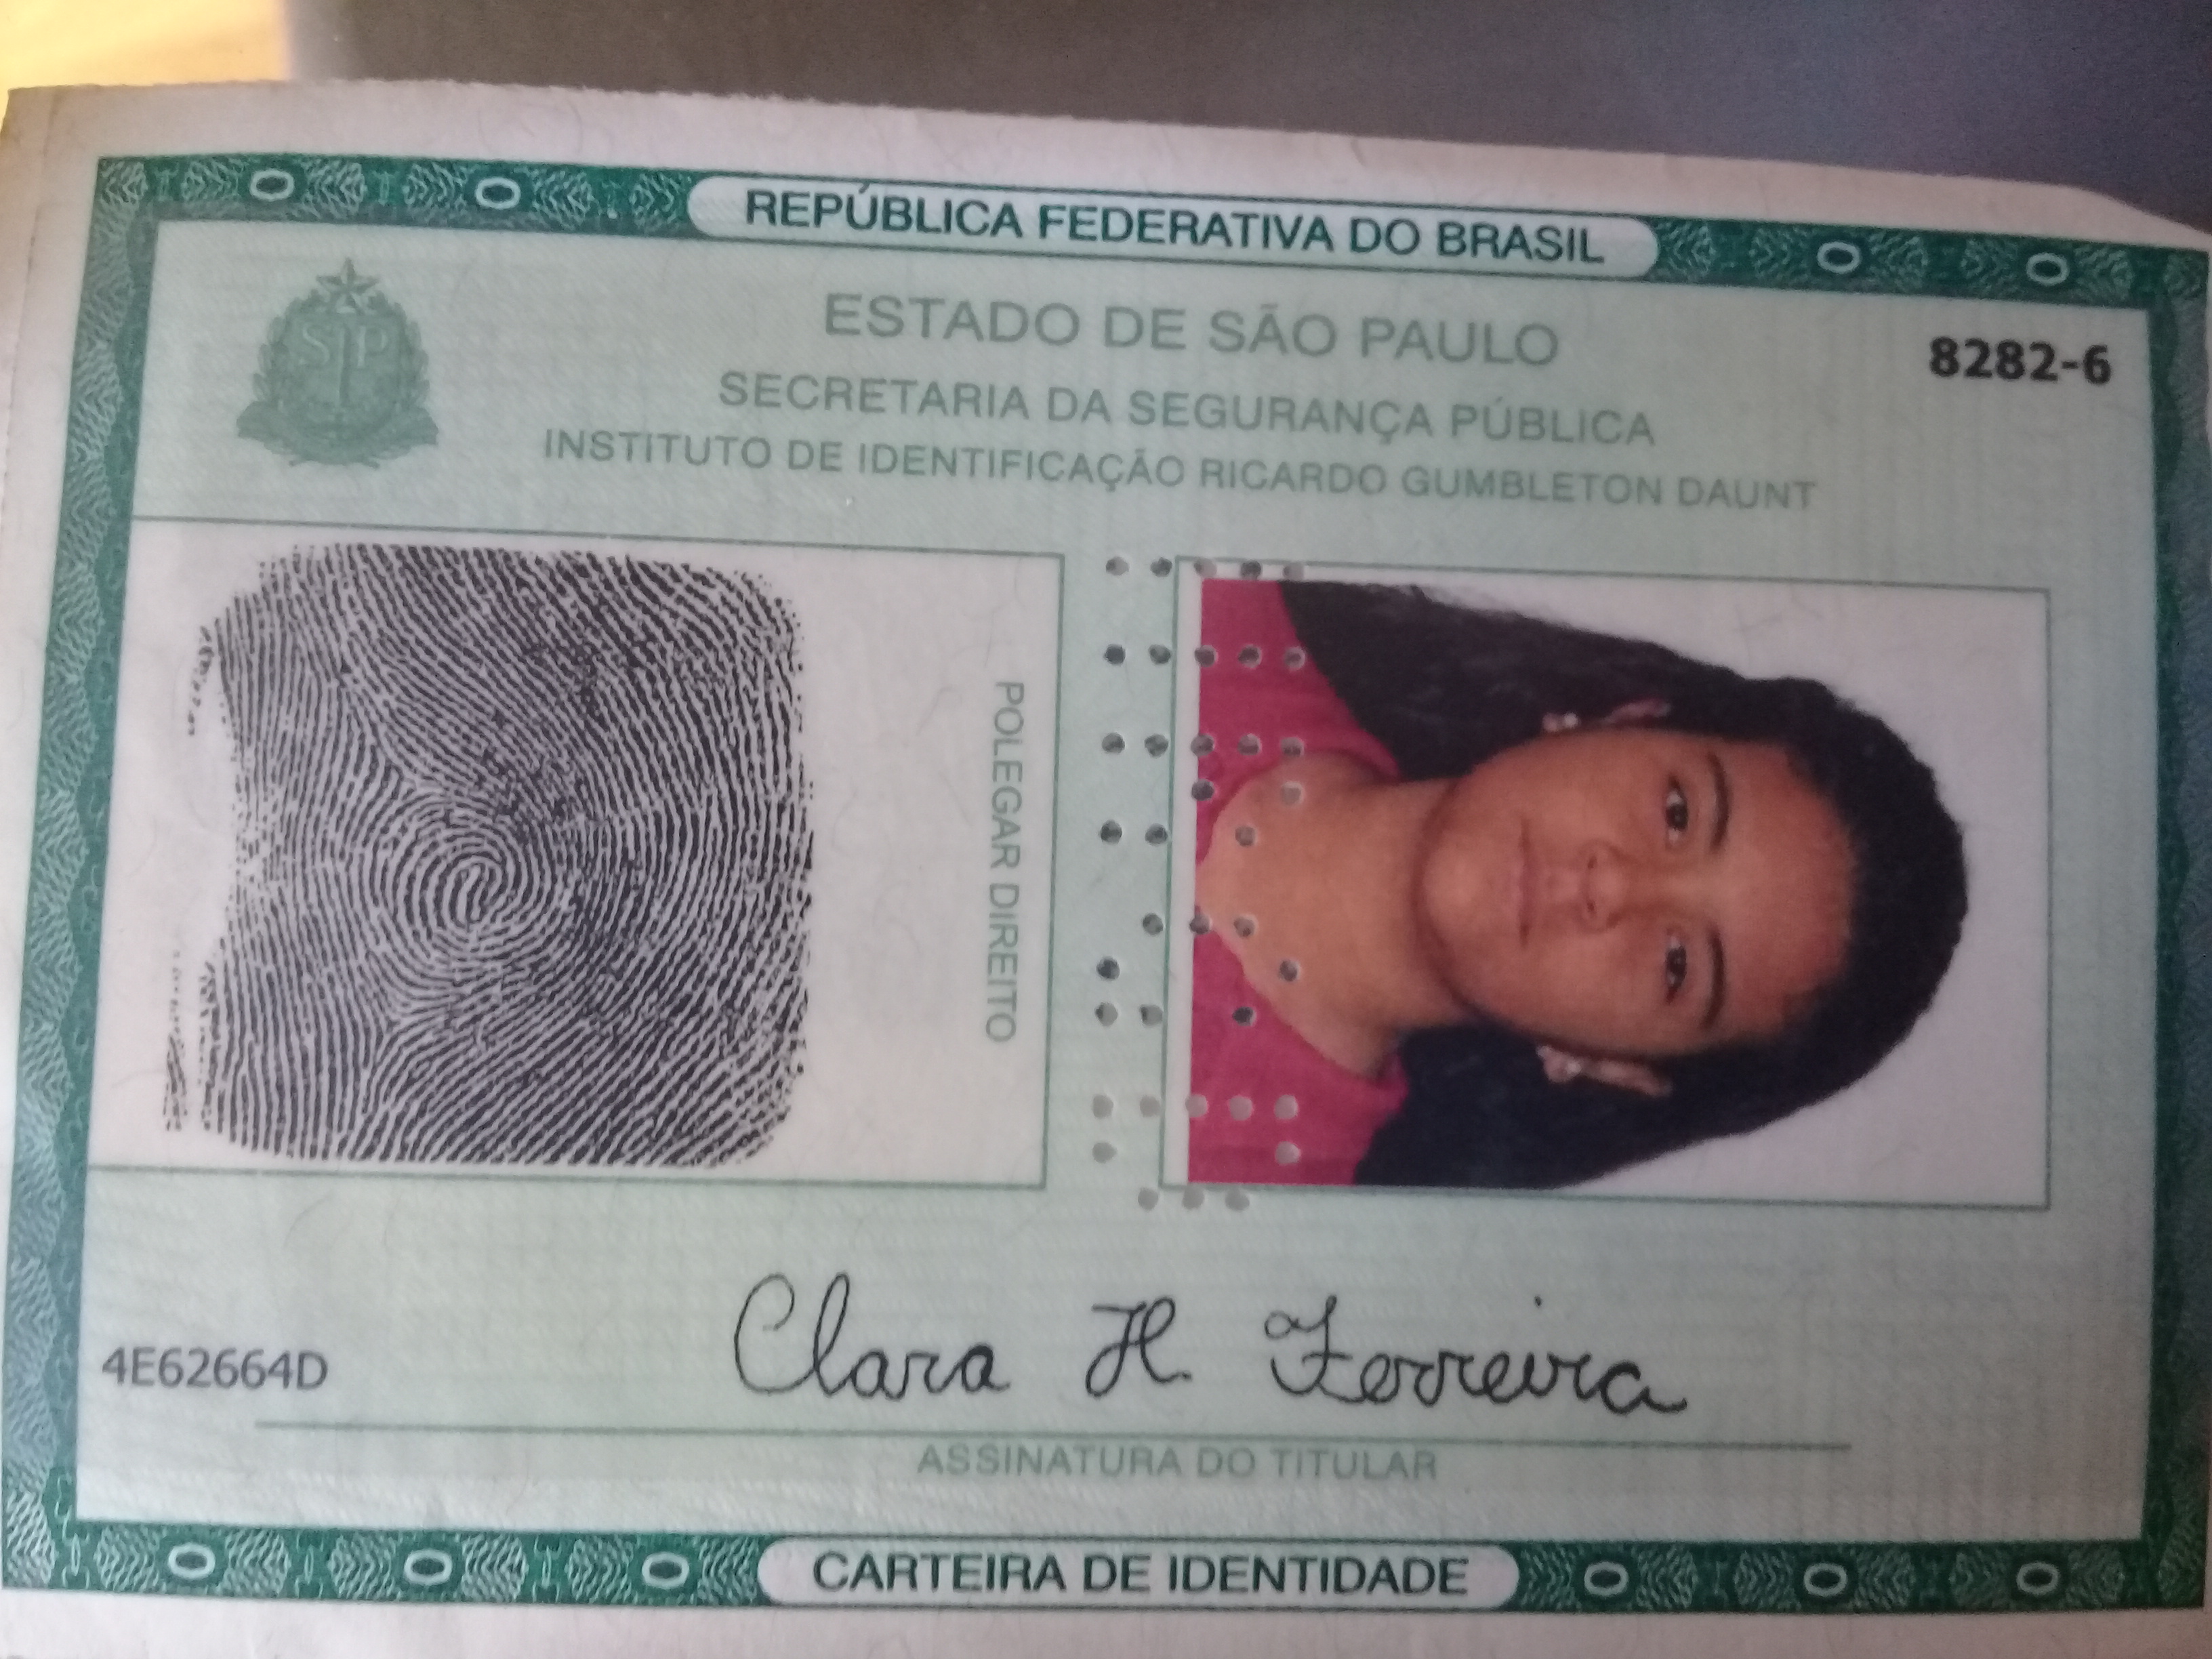 REPÚBLICA FEDERATIVA DO BRASIL
ESTADO DE SÃO PAULO
8282-6
SECRETARIA DA SEGURANÇA PÚBLICA
INSTITUTO DE IDENTIFICAÇÃO RICARDO GUMBLETON DAUNT
POLEGAR DIREITO
4E62664D
Clara H Ferreira
ASSINATURA DO TITULAR
CARTEIRA DE IDENTIDADE